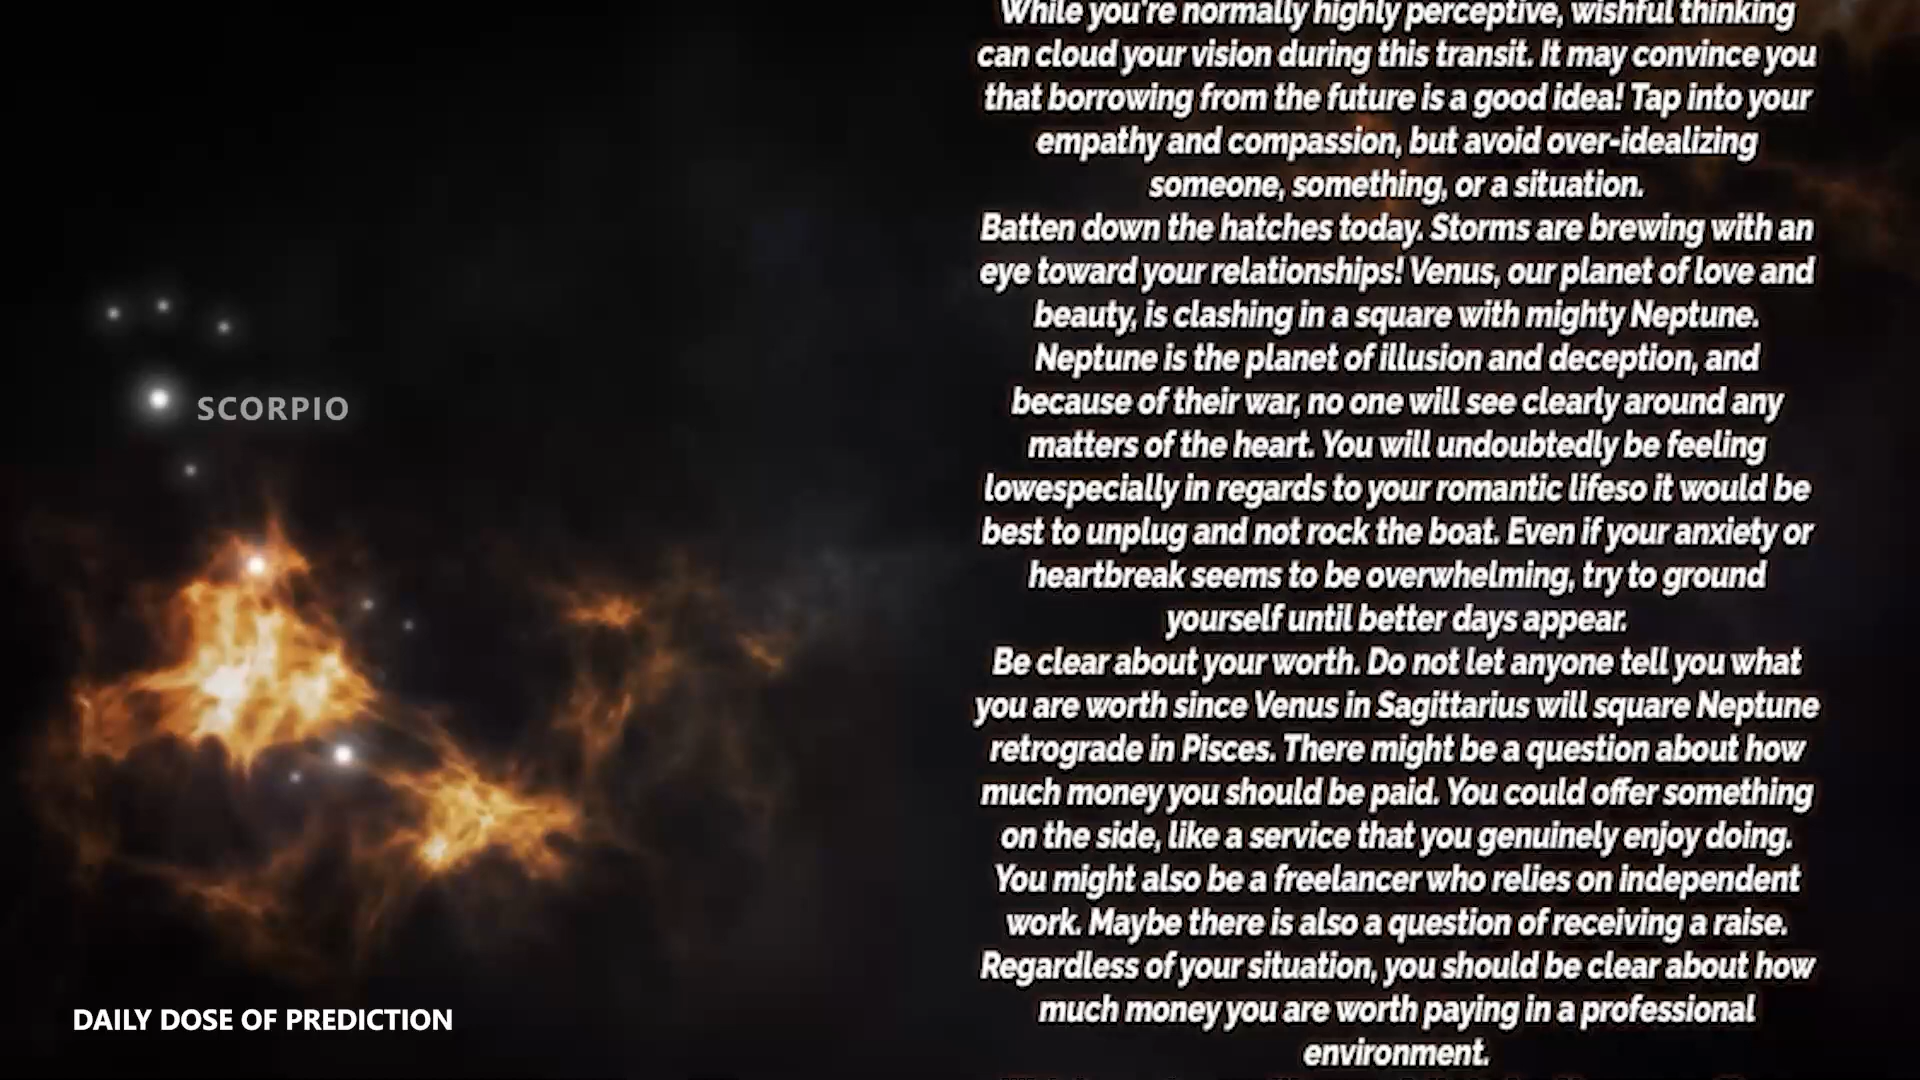 While you're normally highly perceptive, wishful thinking
can cloud your vision during this transit. It may convince you
that borrowing from the future is a good idea! Tap into your
empathy and compassion, but avoid over-idealizing
someone, something, or a situation.
Batten down the hatches today. Storms are brewing with an
eye toward your relationships! Venus, our planet of love and
beauty, is clashing in a square with mighty Neptune.
Neptune is the planet of illusion and deception, and
because of their war, no one will see clearly around any
matters of the heart. You will undoubtedly be feeling
lowespecially in regards to your romantic lifeso it would be
best to unplug and not rock the boat. Even if your anxiety or
heartbreak seems to be overwhelming, try to ground
yourself until better days appear.
Be clear about your worth. Do not let anyone tell you what
you are worth since Venus in Sagittarius will square Neptune
retrograde in Pisces. There might be a question about how
much money you should be paid. You could offer something
on the side, like a service that you genuinely enjoy doing.
You might also be a freelancer who relies on independent
work. Maybe there is also a question of receiving a raise.
Regardless of your situation, you should be clear about how
much money you are worth paying in a professional
environment.
SCORPIO
DAILY DOSE OF PREDICTION